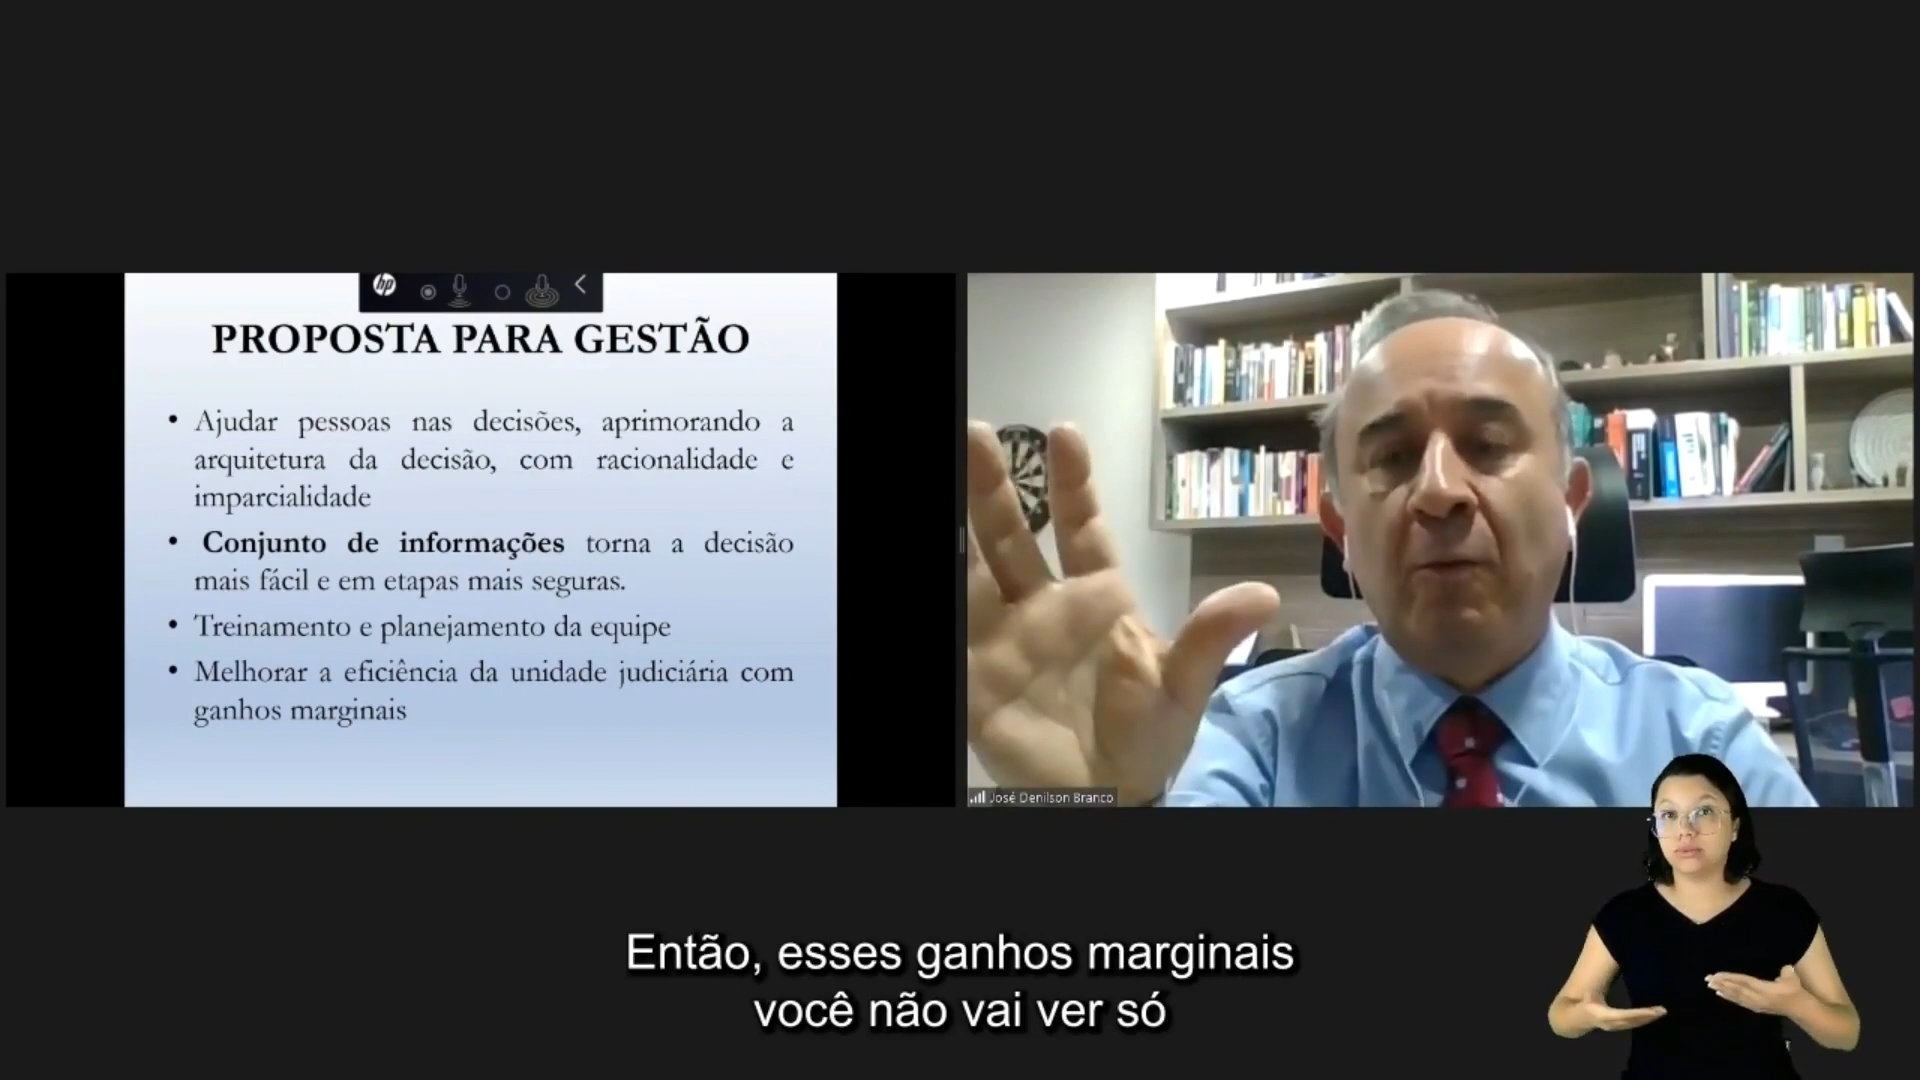 hp
PROPOSTA PARA GESTÃO
• Ajudar pessoas nas decisões, aprimorando a
arquitetura da decisão, com racionalidade e
imparcialidade
• Conjunto de informações torna a decisão
mais fácil e em etapas mais seguras.
• Treinamento e planejamento da equipe
• Melhorar a eficiência da unidade judiciária com
ganhos marginais
José Denilson Branco
Então, esses ganhos marginais
você não vai ver só